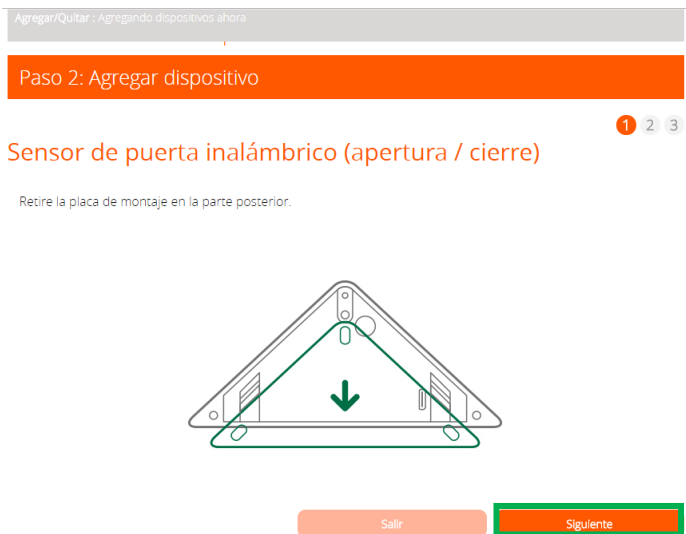 Agregar/Quitar : Agregando dispositivos ahora
Paso 2: Agregar dispositivo
1 2 3
Sensor de puerta inalámbrico (apertura / cierre)
Retire la placa de montaje en la parte posterior.
Salir
Siguiente